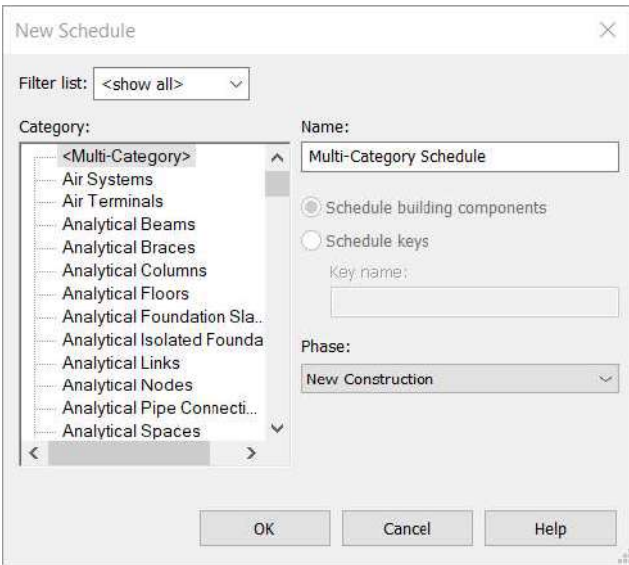 New Schedule
Filter list: <show all>
Category:
<Multi-Category>
Air Systems
Air Terminals
Analytical Beams
Analytical Braces
Analytical Columns
Analytical Floors
Analytical Foundation Sla..
Analytical Isolated Founda
Analytical Links
Analytical Nodes
Analytical Pipe Connecti...
Analytical Spaces
Name:
Multi-Category Schedule
Schedule building components
Schedule keys
Key name:
Phase:
New Construction
OK Cancel Help